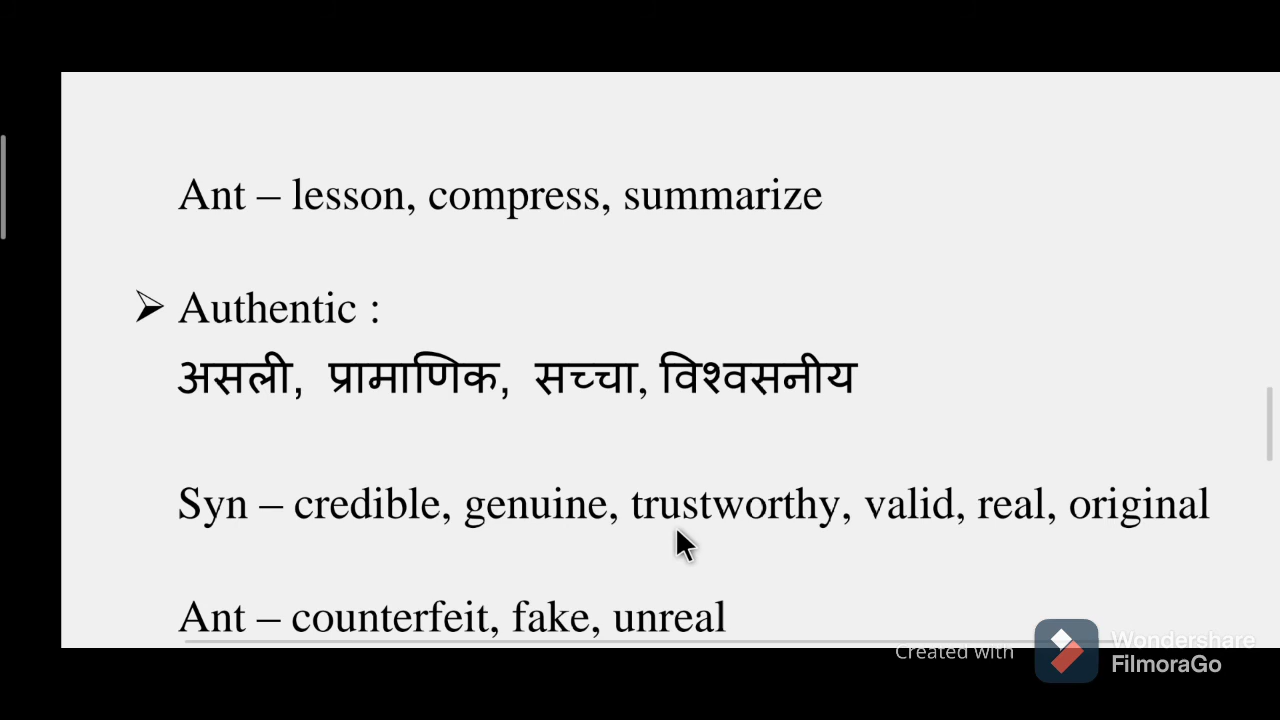 Ant – lesson, compress, summarize
➢ Authentic :
असली, प्रामाणिक, सच्चा, विश्वसनीय
Syn – credible, genuine, trustworthy, valid, real, original
Ant – counterfeit, fake, unreal
Created with
Wondershare
FilmoraGo